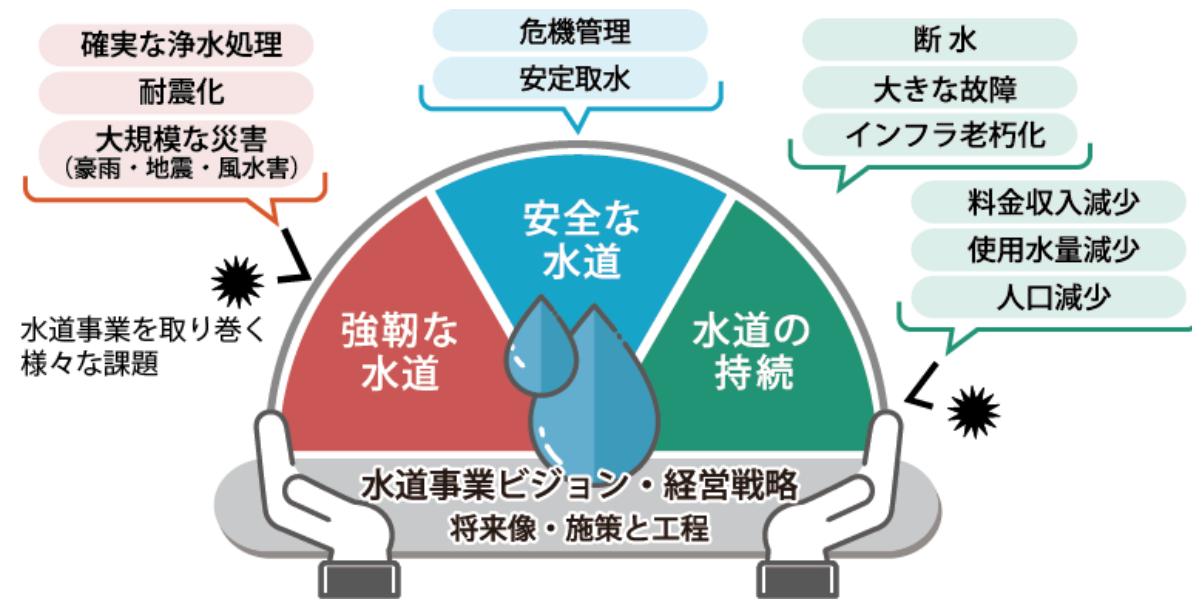 確実な浄水処理
耐震化
大規模な災害
（豪雨・地震・風水害）
危機管理
安定取水
断 水
大きな故障
インフラ老朽化
料金収入減少
使用水量減少
人口減少
水道事業を取り巻く
様々な課題
強靭な
水道
安全な
水道
水道の
持続
水道事業ビジョン・経営戦略
将来像・施策と工程